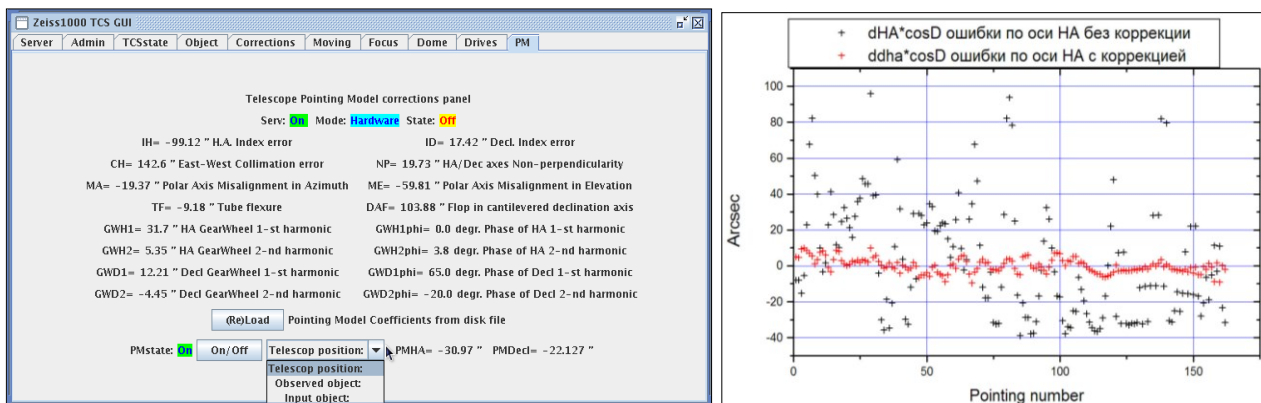 Zeiss1000 TCS GUI
Server Admin TCSstate Object Corrections Moving Focus Dome Drives PM
Telescope Pointing Model corrections panel
Serv: On Mode: Hardware State: Off
IH= -99.12 " H.A. Index error ID= 17.42 " Decl. Index error
CH= 142.6 " East-West Collimation error NP= 19.73 " HA/Dec axes Non-perpendicularity
MA= -19.37 " Polar Axis Misalignment in Azimuth ME= -59.81 " Polar Axis Misalignment in Elevation
TF= -9.18 " Tube flexure DAF= 103.88 " Flop in cantilevered declination axis
GWH1= 31.7 " HA GearWheel 1-st harmonic GWH1phi= 0.0 degr. Phase of HA 1-st harmonic
GWH2= 5.35 " HA GearWheel 2-nd harmonic GWH2phi= 3.8 degr. Phase of HA 2-nd harmonic
GWD1= 12.21 " Decl GearWheel 1-st harmonic GWD1phi= 65.0 degr. Phase of Decl 1-st harmonic
GWD2= -4.45 " Decl GearWheel 2-nd harmonic GWD2phi= -20.0 degr. Phase of Decl 2-nd harmonic
(Re)Load Pointing Model Coefficients from disk file
PMstate: On On/Off Telescop position: PMHA= -30.97 " PMDecl= -22.127 "
Telescop position:
Observed object:
Input object:
dHA*cosD ошибки по оси HA без коррекции
ddha*cosD ошибки по оси HA с коррекцией
Arcsec
100
80
60
40
20
0
-20
-40
0 50 100 150
Pointing number